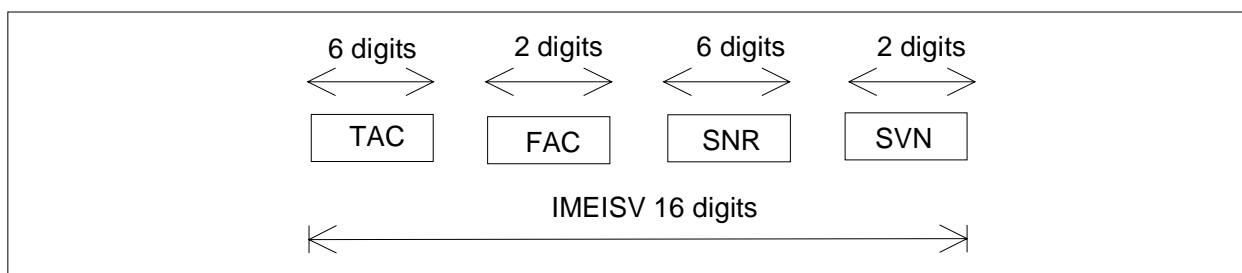 6 digits 2 digits 6 digits 2 digits
TAC FAC SNR SVN
IMEISV 16 digits